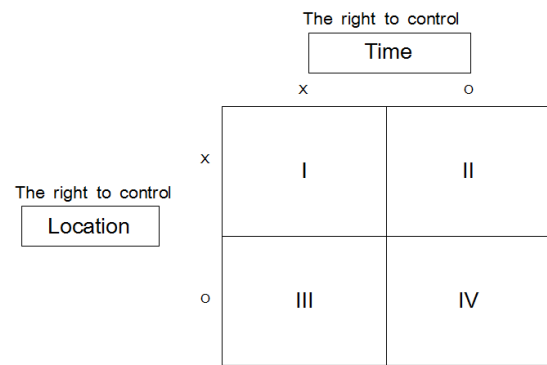 The right to control
Time
X O
X
I II
The right to control
Location
O
III IV